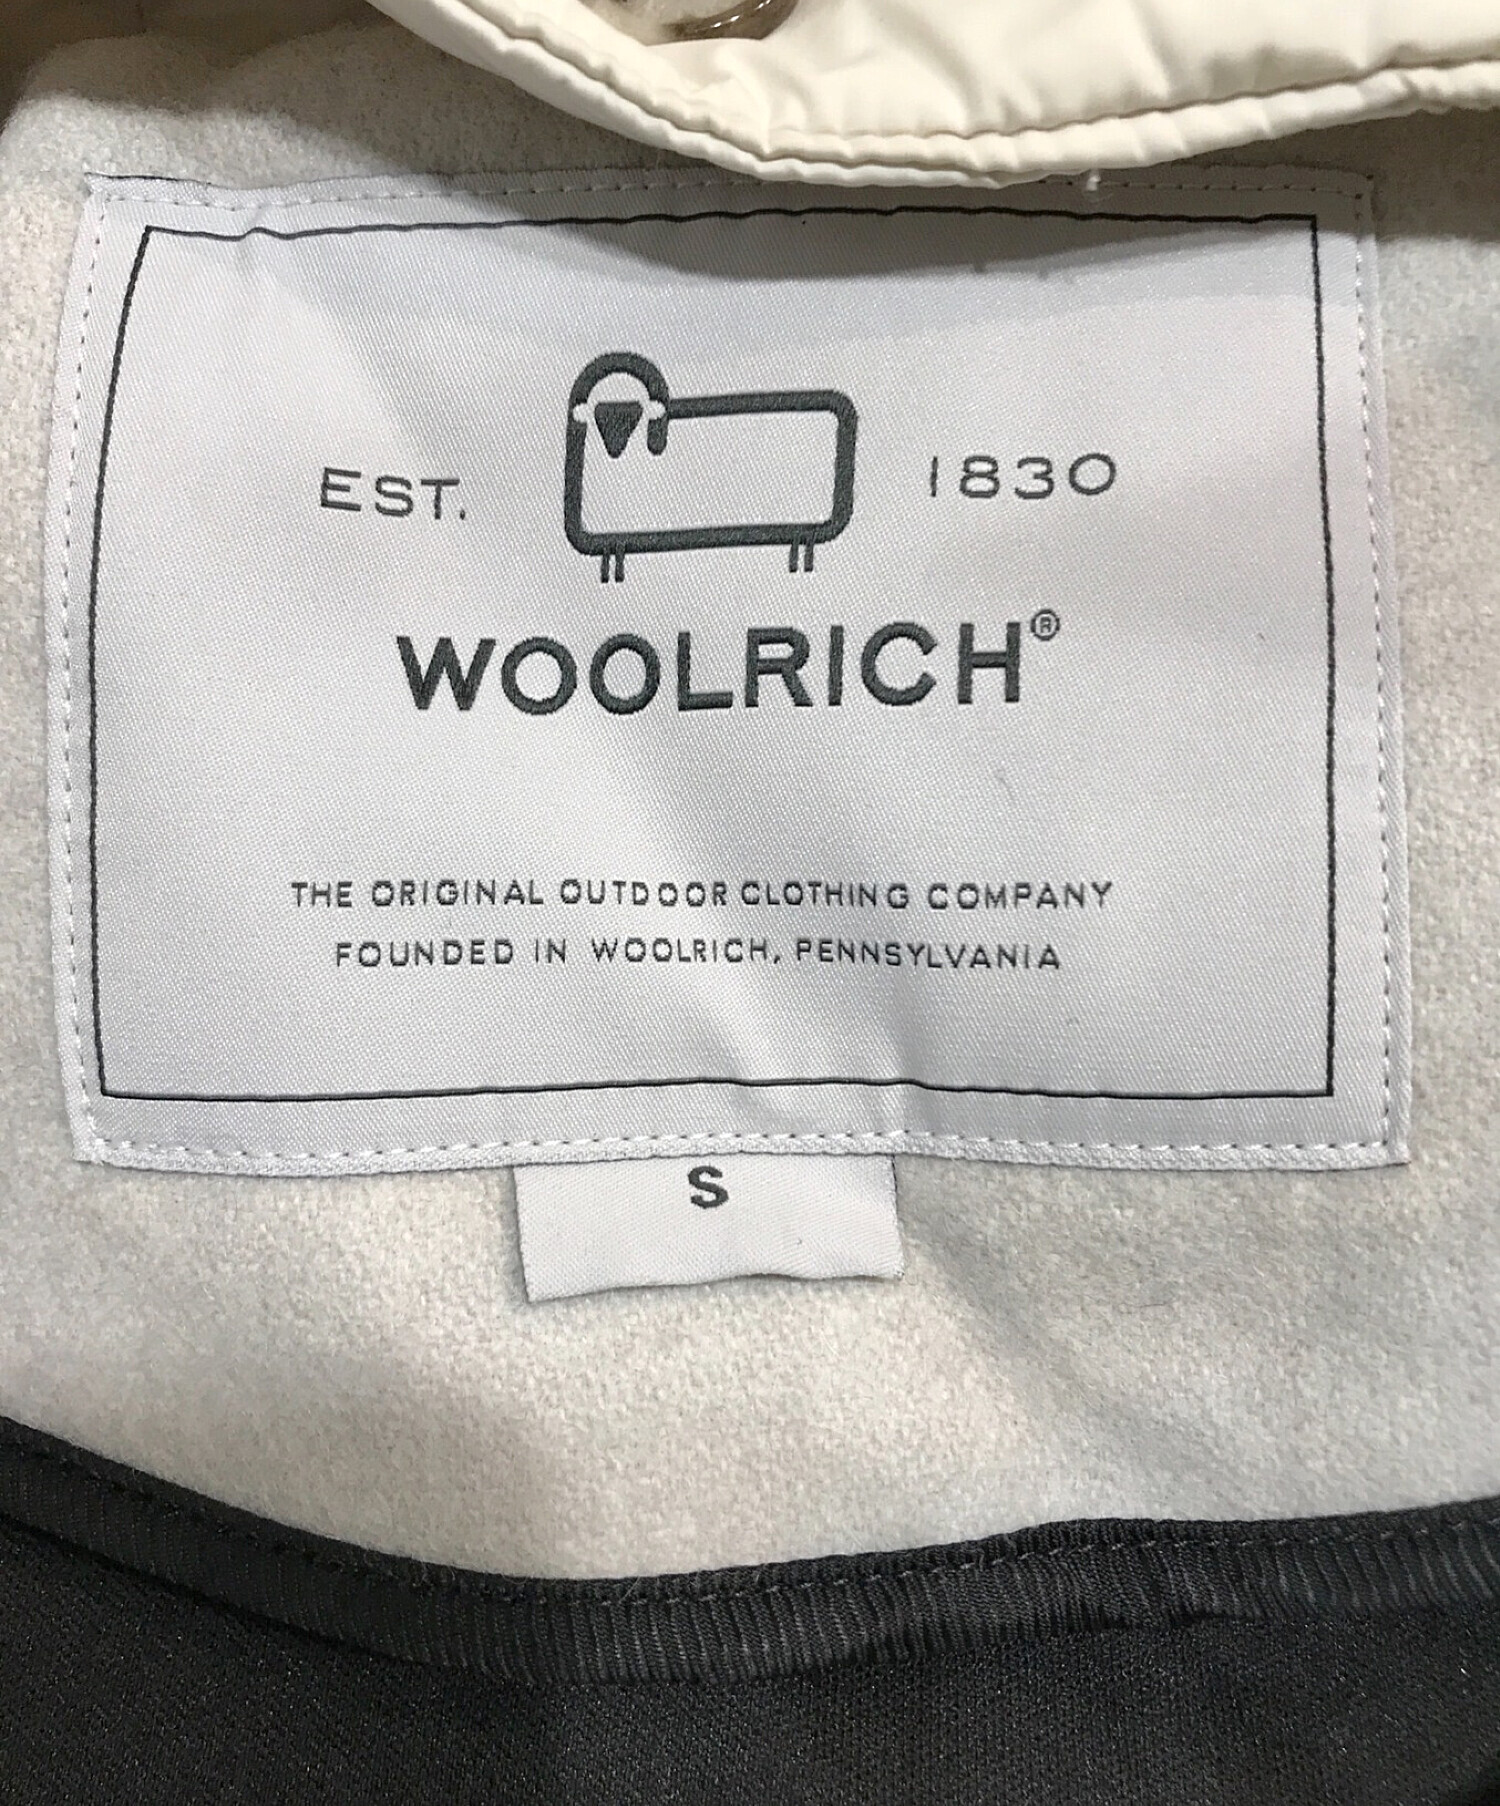 EST. 1830
WOOLRICH®
THE ORIGINAL OUTDOOR CLOTHING COMPANY
FOUNDED IN WOOLRICH, PENNSYLVANIA
S